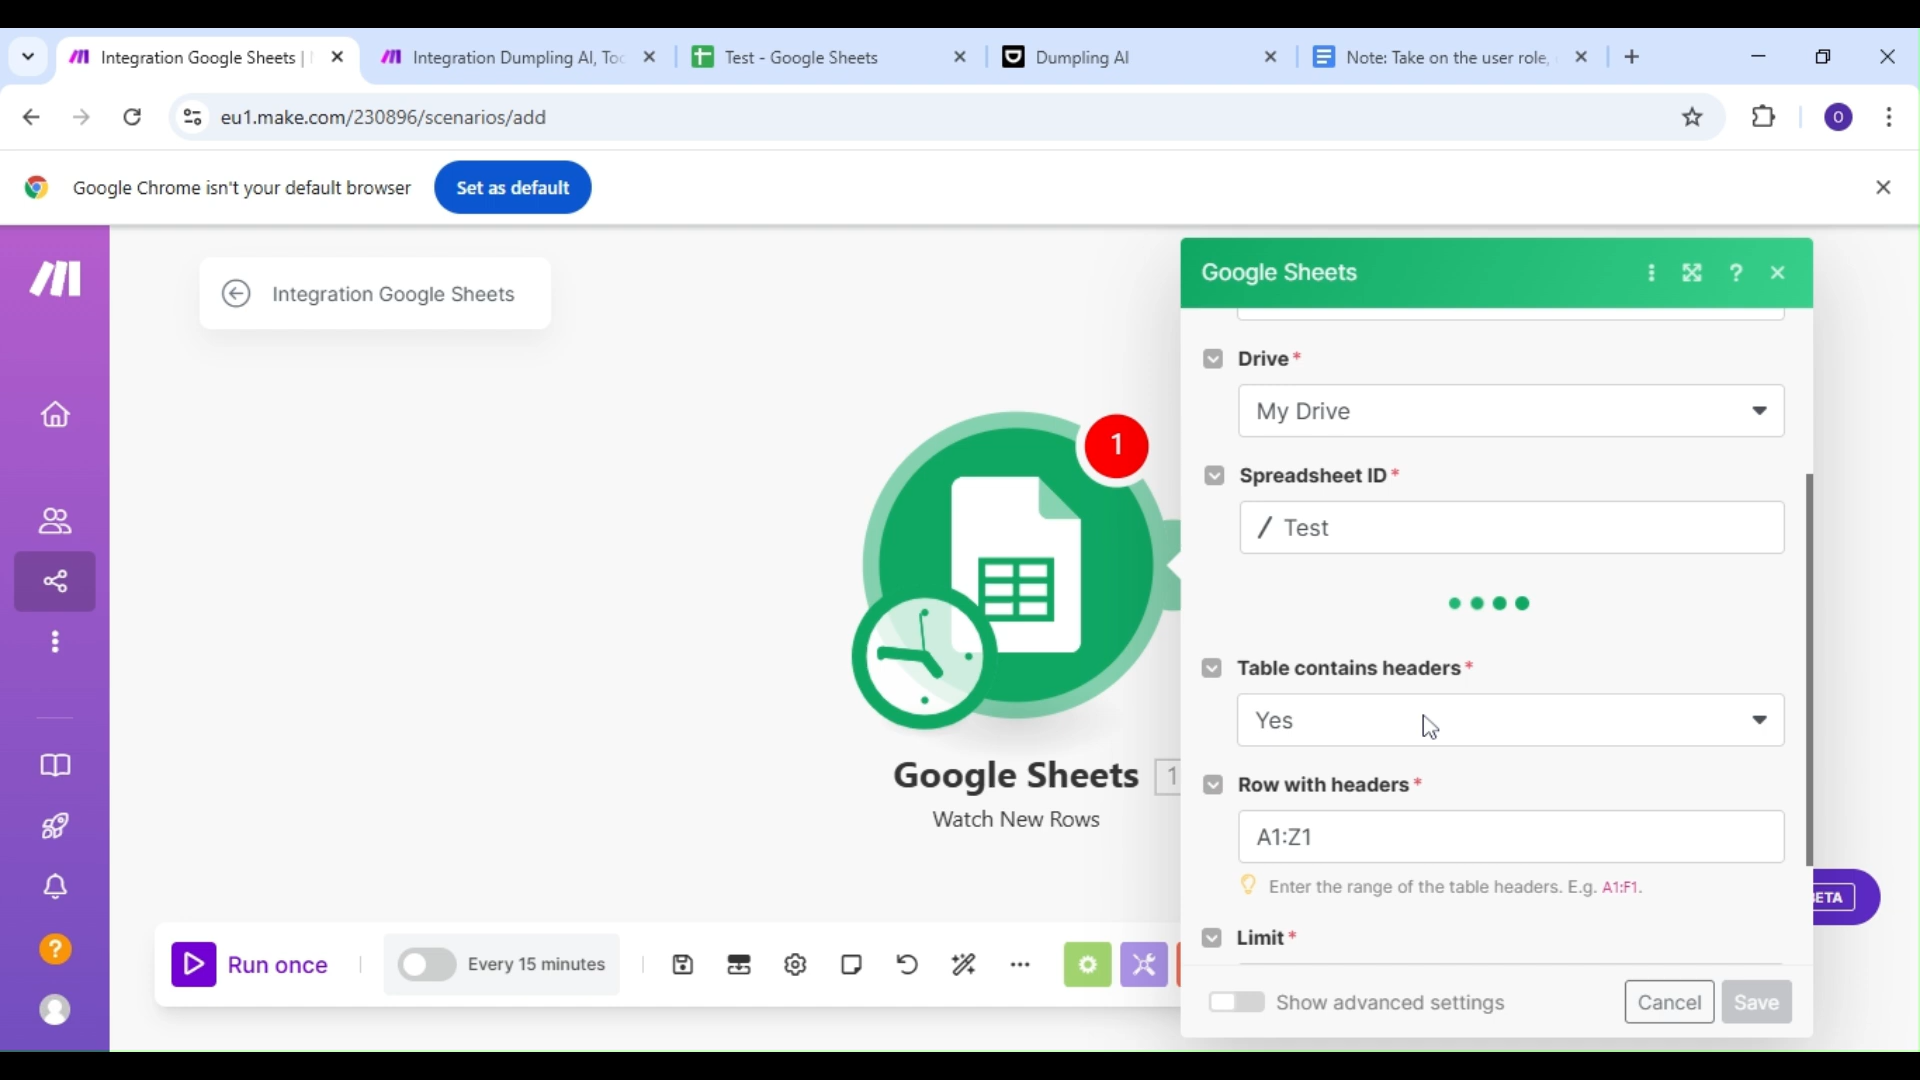 Integration Google Sheets |
Integration Dumpling AI, Too
Test - Google Sheets
Dumpling AI
Note: Take on the user role,
eu1.make.com/230896/scenarios/add
O
Google Chrome isn't your default browser
Set as default
Integration Google Sheets
Google Sheets
?
Drive *
My Drive
Spreadsheet ID *
/ Test
Table contains headers *
Yes
Row with headers *
A1:Z1
Enter the range of the table headers. E.g. A1:F1.
Limit *
Show advanced settings
Cancel
Save
1
Google Sheets
1
Watch New Rows
BETA
Run once
Every 15 minutes
?